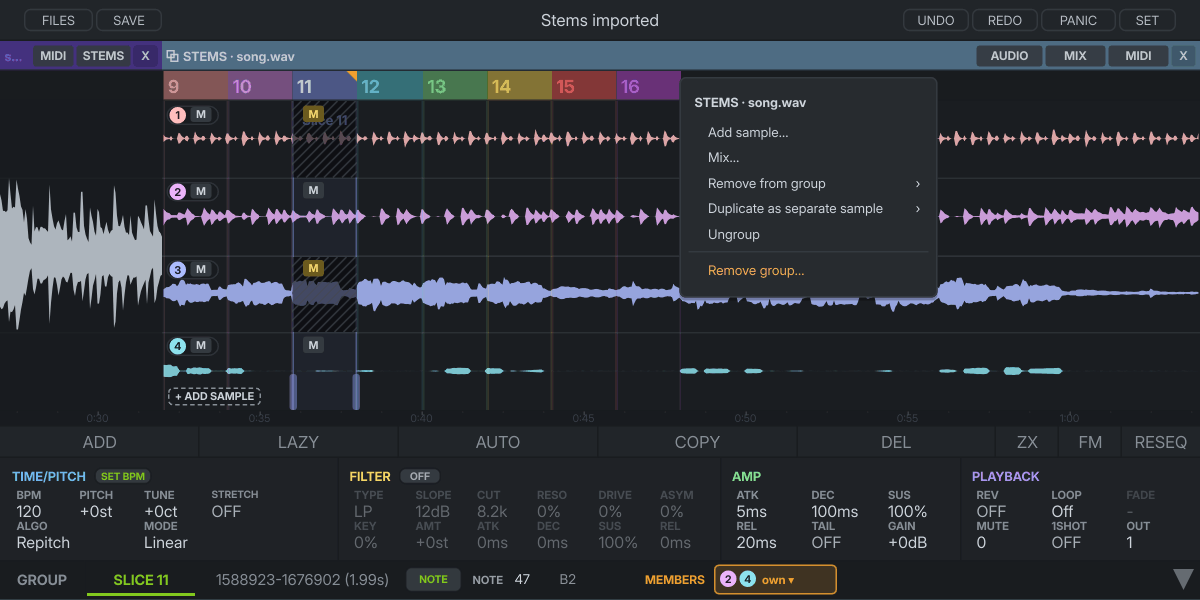 FILES SAVE Stems imported UNDO REDO PANIC SET
s... MIDI STEMS X STEMS · song.wav AUDIO MIX MIDI X
9 10 11 12 13 14 15 16
1 M M
Slice 11
2 M M
3 M M
4 M M
+ ADD SAMPLE
STEMS · song.wav
Add sample...
Mix...
Remove from group ›
Duplicate as separate sample ›
Ungroup
Remove group...
0:30 0:35 0:40 0:45 0:50 0:55 1:00
ADD LAZY AUTO COPY DEL ZX FM RESEQ
TIME/PITCH SET BPM
BPM PITCH TUNE STRETCH
120 +0st +0ct OFF
ALGO MODE
Repitch Linear
FILTER OFF
TYPE SLOPE CUT RESO DRIVE ASYM
LP 12dB 8.2k 0% 0% 0%
KEY AMT ATK DEC SUS REL
0% +0st 0ms 0ms 100% 0ms
AMP
ATK DEC SUS
5ms 100ms 100%
REL TAIL GAIN
20ms OFF +0dB
PLAYBACK
REV LOOP FADE
OFF Off -
MUTE 1SHOT OUT
0 OFF 1
GROUP SLICE 11 1588923-1676902 (1.99s) NOTE NOTE 47 B2 MEMBERS 2 4 own ▾